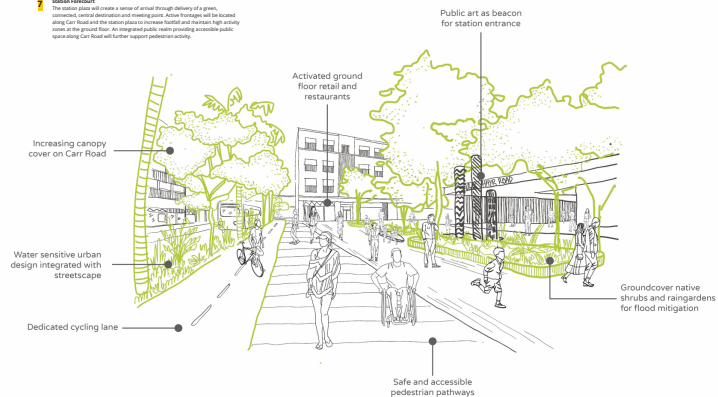 7
Station Forecourt
The station plaza will create a sense of arrival through delivery of a green,
connected, central destination and meeting point. Active frontages will be located
along Carr Road and the station plaza to increase footfall and maintain high activity
zones at the ground floor. An integrated public realm providing accessible public
space along Carr Road will further support pedestrian activity.
Public art as beacon
for station entrance
Activated ground
floor retail and
restaurants
Increasing canopy
cover on Carr Road
ROAD
Water sensitive urban
design integrated with
streetscape
Groundcover native
shrubs and raingardens
for flood mitigation
Dedicated cycling lane
Safe and accessible
pedestrian pathways